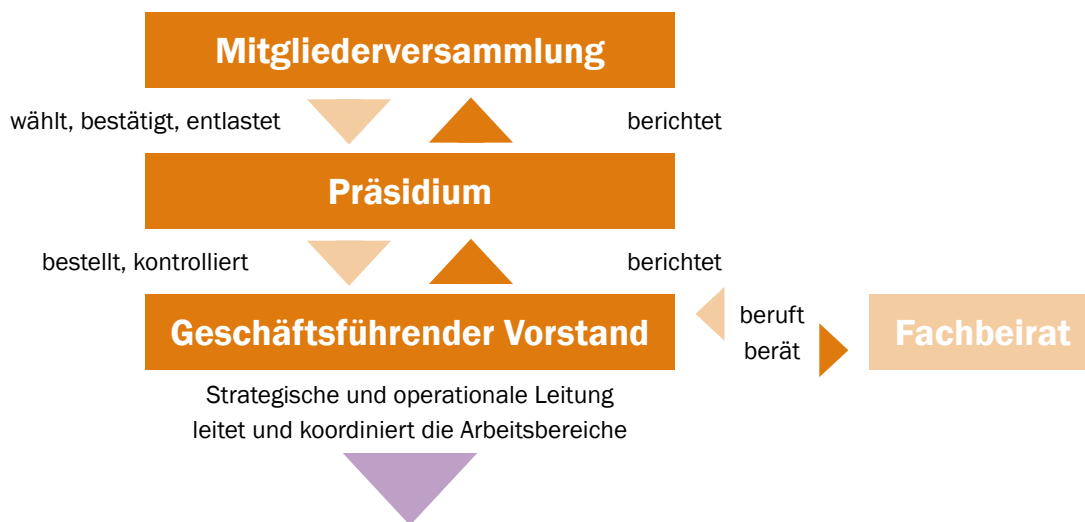 Mitgliederversammlung
wählt, bestätigt, entlastet
berichtet
Präsidium
bestellt, kontrolliert
berichtet
Geschäftsführender Vorstand
beruft
berät
Fachbeirat
Strategische und operationale Leitung
leitet und koordiniert die Arbeitsbereiche